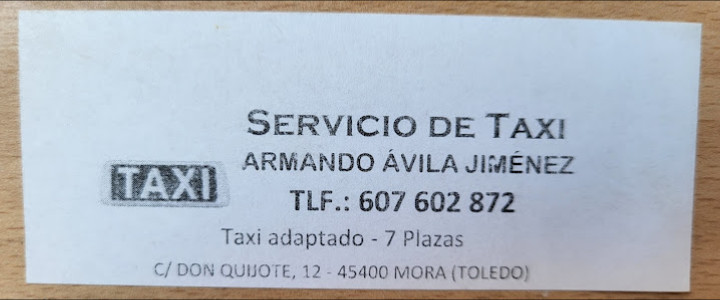 SERVICIO DE TAXI
TAXI
ARMANDO ÁVILA JIMÉNEZ
TLF.: 607 602 872
Taxi adaptado - 7 Plazas
C/ DON QUIJOTE, 12 - 45400 MORA (TOLEDO)